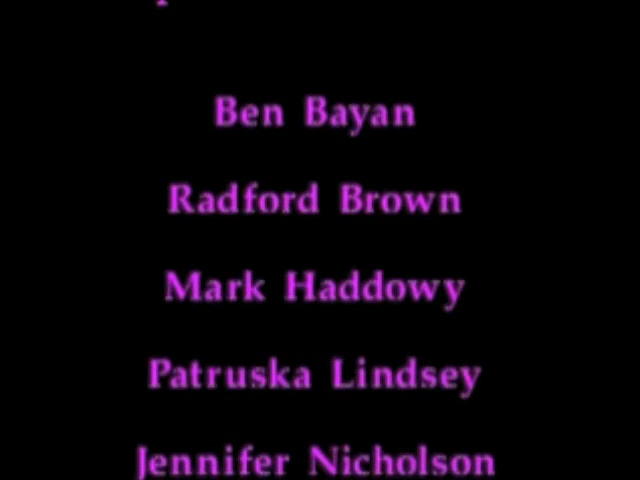 Ben Bayan
Radford Brown
Mark Haddowy
Patruska Lindsey
Jennifer Nicholson